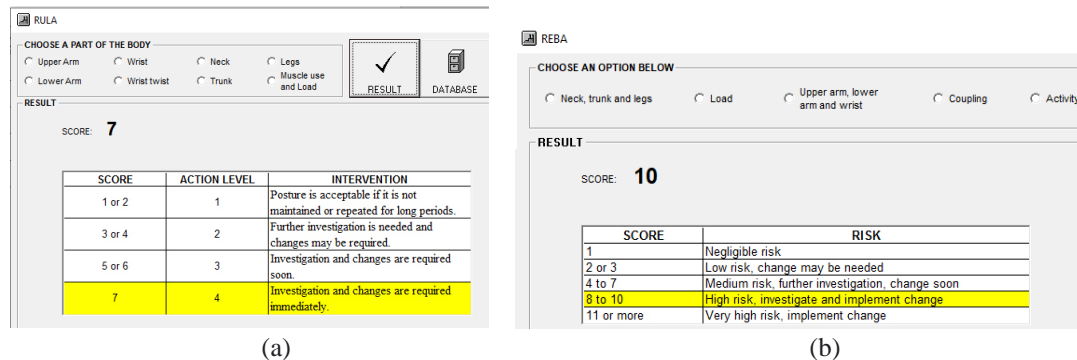 RULA
CHOOSE A PART OF THE BODY
Upper Arm Wrist Neck Legs
Lower Arm Wrist twist Trunk Muscle use and Load
RESULT DATABASE
RESULT
SCORE: 7
SCORE ACTION LEVEL INTERVENTION
1 or 2 1 Posture is acceptable if it is not
maintained or repeated for long periods.
3 or 4 2 Further investigation is needed and
changes may be required.
5 or 6 3 Investigation and changes are required
soon.
7 4 Investigation and changes are required
immediately.
(a)
REBA
CHOOSE AN OPTION BELOW
Neck, trunk and legs Load Upper arm, lower arm and wrist Coupling Activity
RESULT
SCORE: 10
SCORE RISK
1 Negligible risk
2 or 3 Low risk, change may be needed
4 to 7 Medium risk, further investigation, change soon
8 to 10 High risk, investigate and implement change
11 or more Very high risk, implement change
(b)